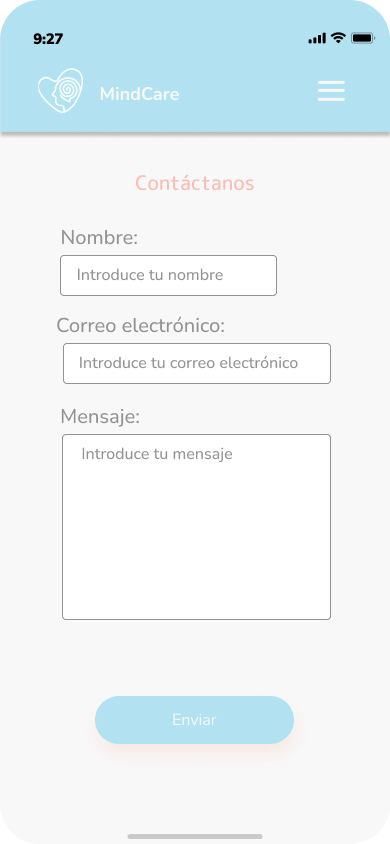 9:27
MindCare
Contáctanos
Nombre:
Introduce tu nombre
Correo electrónico:
Introduce tu correo electrónico
Mensaje:
Introduce tu mensaje
Enviar